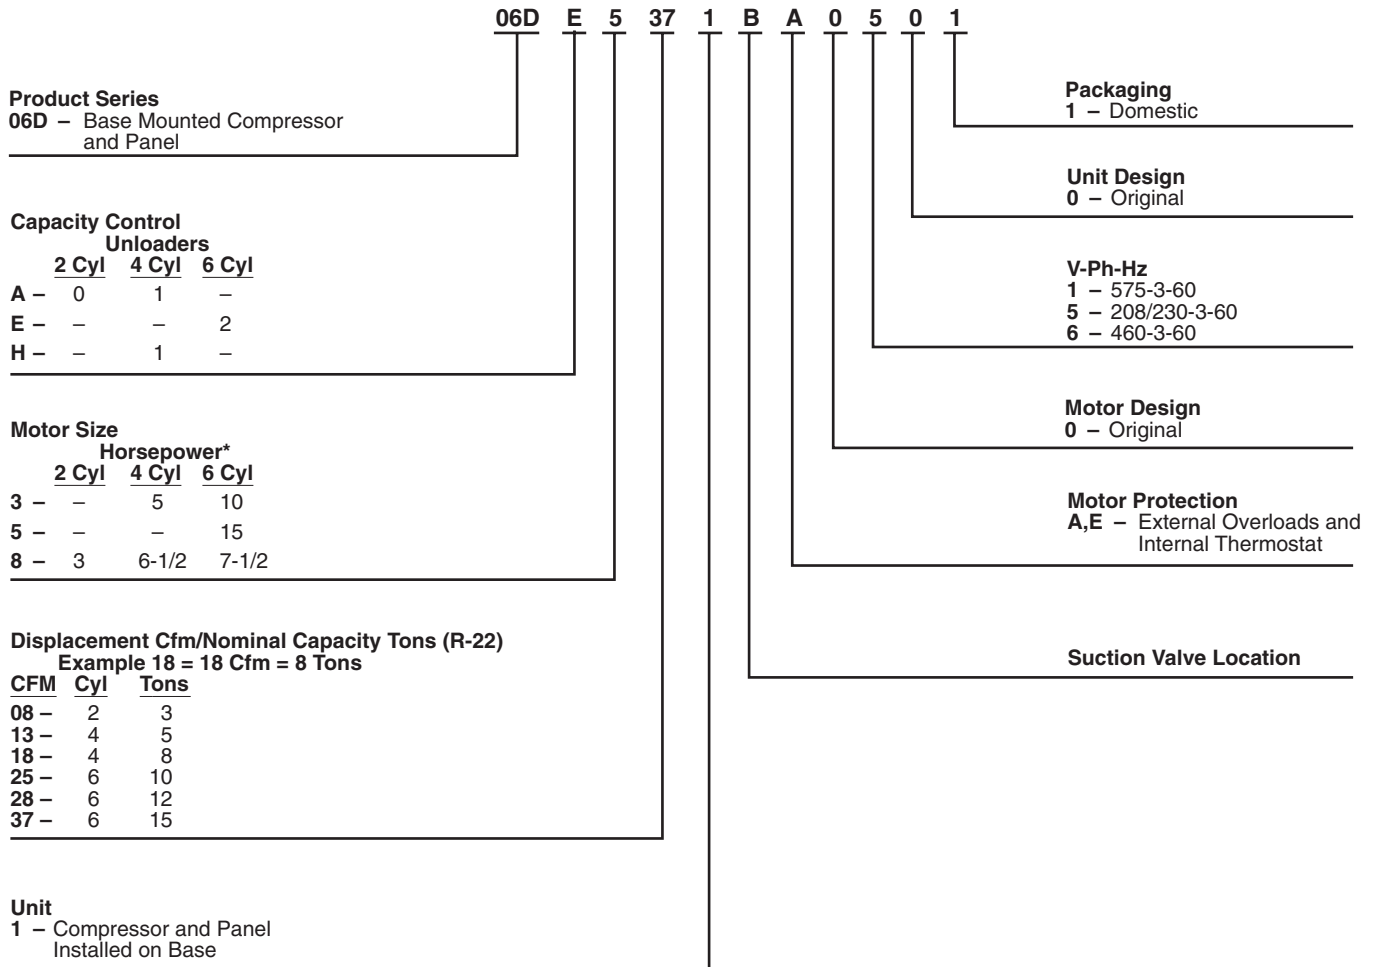 06D E 5 37 1 B A 0 5 0 1
Product Series
06D – Base Mounted Compressor
and Panel
Capacity Control
Unloaders
2 Cyl 4 Cyl 6 Cyl
A – 0 1 –
E – – – 2
H – – 1 –
Motor Size
Horsepower*
2 Cyl 4 Cyl 6 Cyl
3 – – 5 10
5 – – – 15
8 – 3 6-1/2 7-1/2
Displacement Cfm/Nominal Capacity Tons (R-22)
Example 18 = 18 Cfm = 8 Tons
CFM Cyl Tons
08 – 2 3
13 – 4 5
18 – 4 8
25 – 6 10
28 – 6 12
37 – 6 15
Unit
1 – Compressor and Panel
Installed on Base
Packaging
1 – Domestic
Unit Design
0 – Original
V-Ph-Hz
1 – 575-3-60
5 – 208/230-3-60
6 – 460-3-60
Motor Design
0 – Original
Motor Protection
A,E – External Overloads and
Internal Thermostat
Suction Valve Location